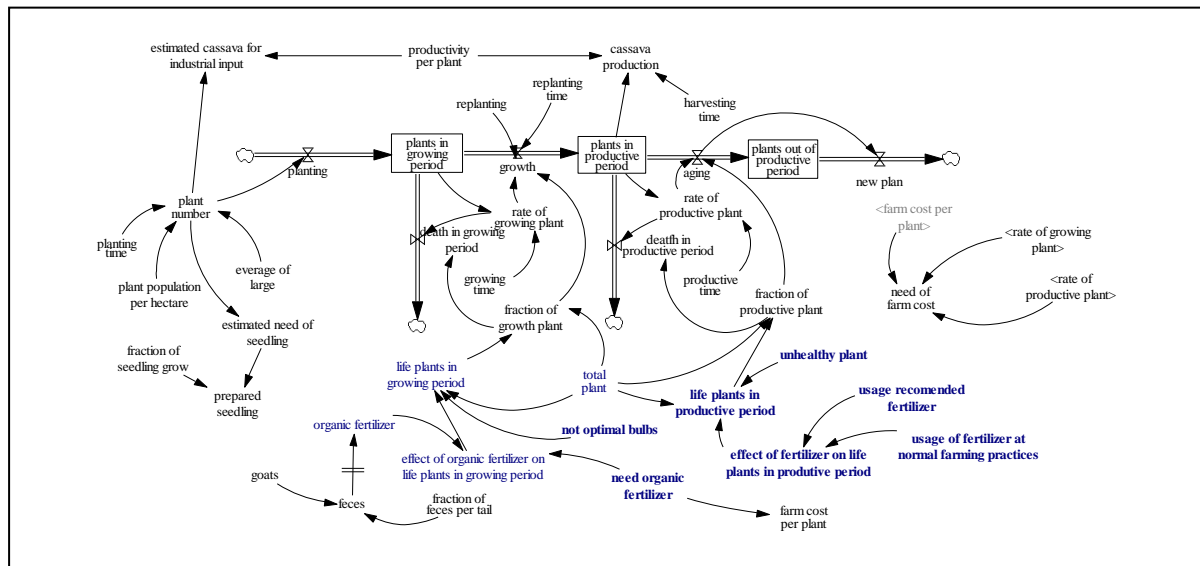 estimated cassava for
industrial input
productivity
per plant
cassava
production
replanting
replanting
time
harvesting
time
plants in
growing
period
plants in
productive
period
plants out of
productive
period
planting
growth
aging
new plan
plant
number
planting
time
plant population
per hectare
everage of
large
rate of
growing plant
death in growing
period
growing
time
rate of
productive plant
deatfh in
productive period
productive
time
<farm cost per
plant>
<rate of growing
plant>
<rate of
productive plant>
need of
farm cost
fraction of
growth plant
fraction of
productive plant
estimated need of
seedling
fraction of
seedling grow
prepared
seedling
life plants in
growing period
total
plant
unhealthy plant
life plants in
productive period
usage recomended
fertilizer
organic fertilizer
not optimal bulbs
usage of fertilizer at
normal farming practices
effect of organic fertilizer on
life plants in growing period
effect of fertilizer on life
plants in produtive period
need organic
fertilizer
goats
feces
fraction of
feces per tail
farm cost
per plant